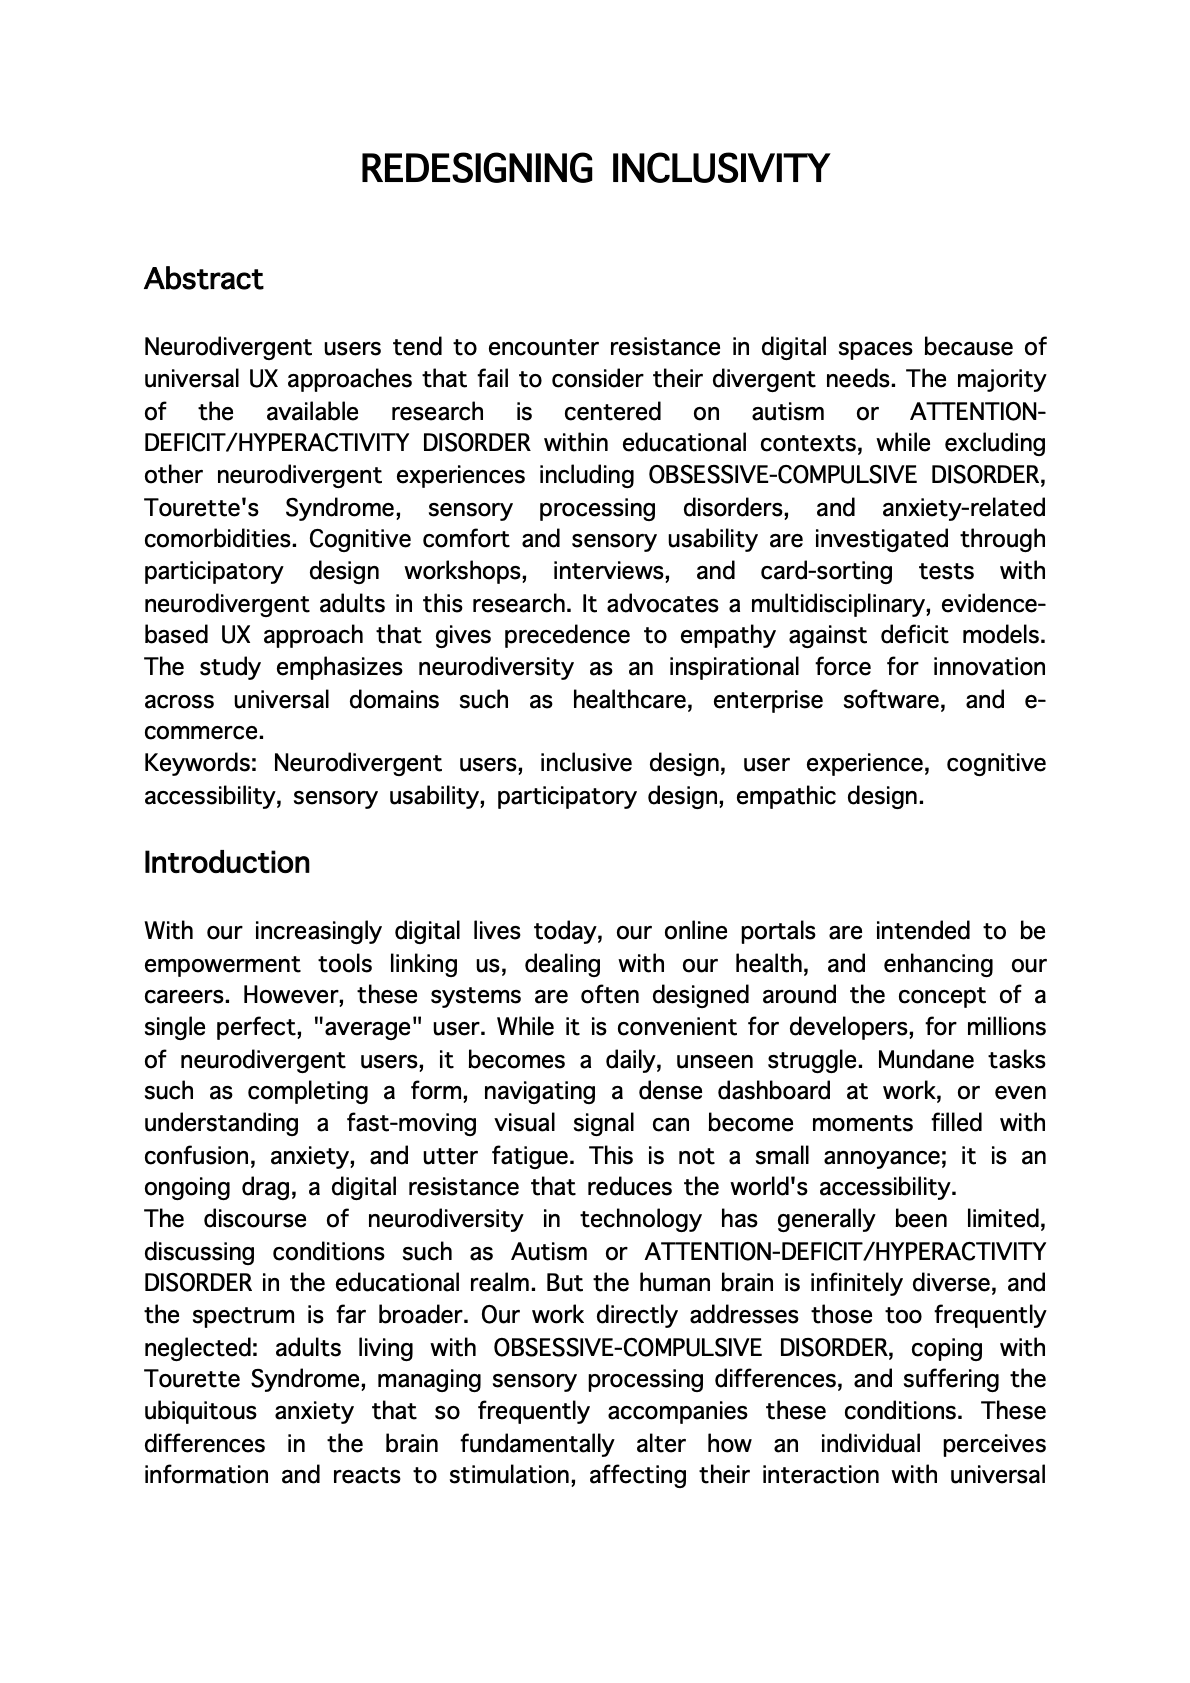 REDESIGNING INCLUSIVITY
Abstract
Neurodivergent users tend to encounter resistance in digital spaces because of
universal UX approaches that fail to consider their divergent needs. The majority
of the available research is centered on autism or ATTENTION-
DEFICIT/HYPERACTIVITY DISORDER within educational contexts, while excluding
other neurodivergent experiences including OBSESSIVE-COMPULSIVE DISORDER,
Tourette's Syndrome, sensory processing disorders, and anxiety-related
comorbidities. Cognitive comfort and sensory usability are investigated through
participatory design workshops, interviews, and card-sorting tests with
neurodivergent adults in this research. It advocates a multidisciplinary, evidence-
based UX approach that gives precedence to empathy against deficit models.
The study emphasizes neurodiversity as an inspirational force for innovation
across universal domains such as healthcare, enterprise software, and e-
commerce.
Keywords: Neurodivergent users, inclusive design, user experience, cognitive
accessibility, sensory usability, participatory design, empathic design.
Introduction
With our increasingly digital lives today, our online portals are intended to be
empowerment tools linking us, dealing with our health, and enhancing our
careers. However, these systems are often designed around the concept of a
single perfect, "average" user. While it is convenient for developers, for millions
of neurodivergent users, it becomes a daily, unseen struggle. Mundane tasks
such as completing a form, navigating a dense dashboard at work, or even
understanding a fast-moving visual signal can become moments filled with
confusion, anxiety, and utter fatigue. This is not a small annoyance; it is an
ongoing drag, a digital resistance that reduces the world's accessibility.
The discourse of neurodiversity in technology has generally been limited,
discussing conditions such as Autism or ATTENTION-DEFICIT/HYPERACTIVITY
DISORDER in the educational realm. But the human brain is infinitely diverse, and
the spectrum is far broader. Our work directly addresses those too frequently
neglected: adults living with OBSESSIVE-COMPULSIVE DISORDER, coping with
Tourette Syndrome, managing sensory processing differences, and suffering the
ubiquitous anxiety that so frequently accompanies these conditions. These
differences in the brain fundamentally alter how an individual perceives
information and reacts to stimulation, affecting their interaction with universal